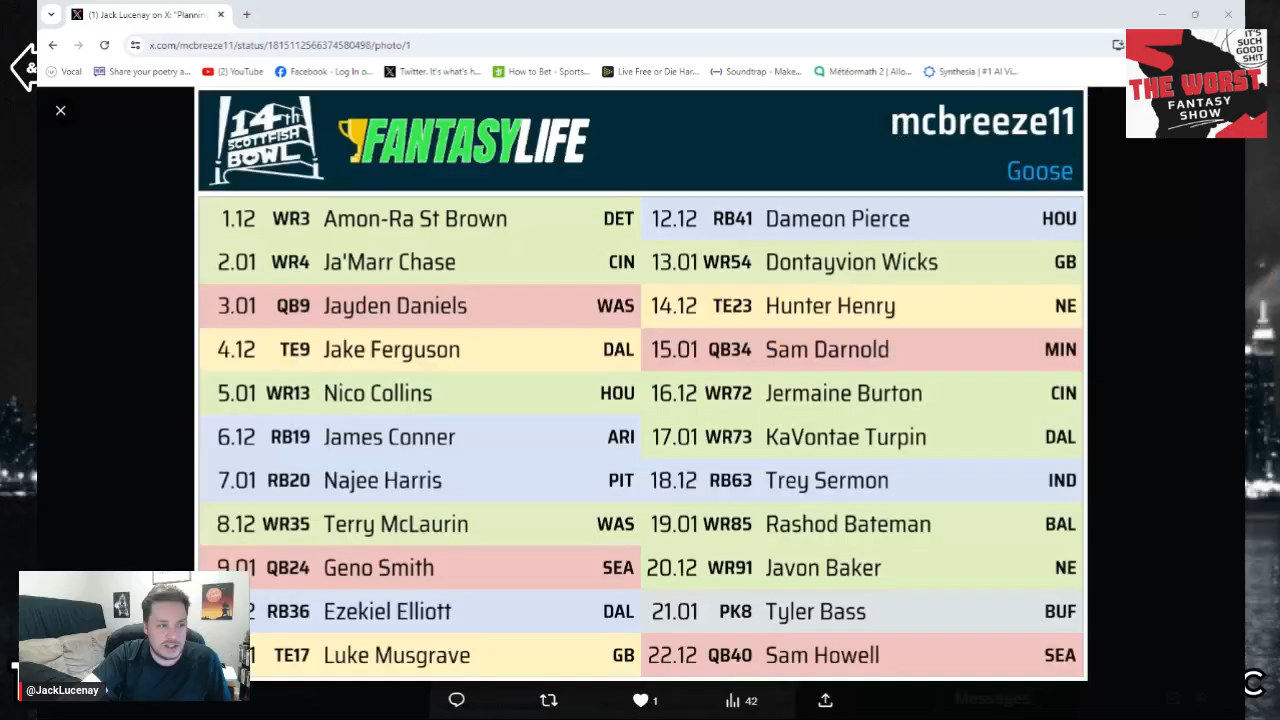 (1) Jack Lucenay on X: "Plannin
x.com/mcbreeze11/status/1815112566374580498/photo/1
Vocal
Share your poetry a...
(2) YouTube
Facebook - Log In o...
Twitter. It's what's h...
How to Bet - Sports...
Live Free or Die Har...
Soundtrap - Make...
Météormath 2 | Allo...
Synthesia | #1 AI Vi...
IT'S SUCH GOOD SH!T!
THE WORST
FANTASY
SHOW
14th
SCOTTFISH
BOWL
FANTASYLIFE
mcbreeze11
Goose
1.12 WR3 Amon-Ra St Brown DET
2.01 WR4 Ja'Marr Chase CIN
3.01 QB9 Jayden Daniels WAS
4.12 TE9 Jake Ferguson DAL
5.01 WR13 Nico Collins HOU
6.12 RB19 James Conner ARI
7.01 RB20 Najee Harris PIT
8.12 WR35 Terry McLaurin WAS
9.01 QB24 Geno Smith SEA
2 RB36 Ezekiel Elliott DAL
1 TE17 Luke Musgrave GB
12.12 RB41 Dameon Pierce HOU
13.01 WR54 Dontayvion Wicks GB
14.12 TE23 Hunter Henry NE
15.01 QB34 Sam Darnold MIN
16.12 WR72 Jermaine Burton CIN
17.01 WR73 KaVontae Turpin DAL
18.12 RB63 Trey Sermon IND
19.01 WR85 Rashod Bateman BAL
20.12 WR91 Javon Baker NE
21.01 PK8 Tyler Bass BUF
22.12 QB40 Sam Howell SEA
@JackLucenay
1
42
Messages